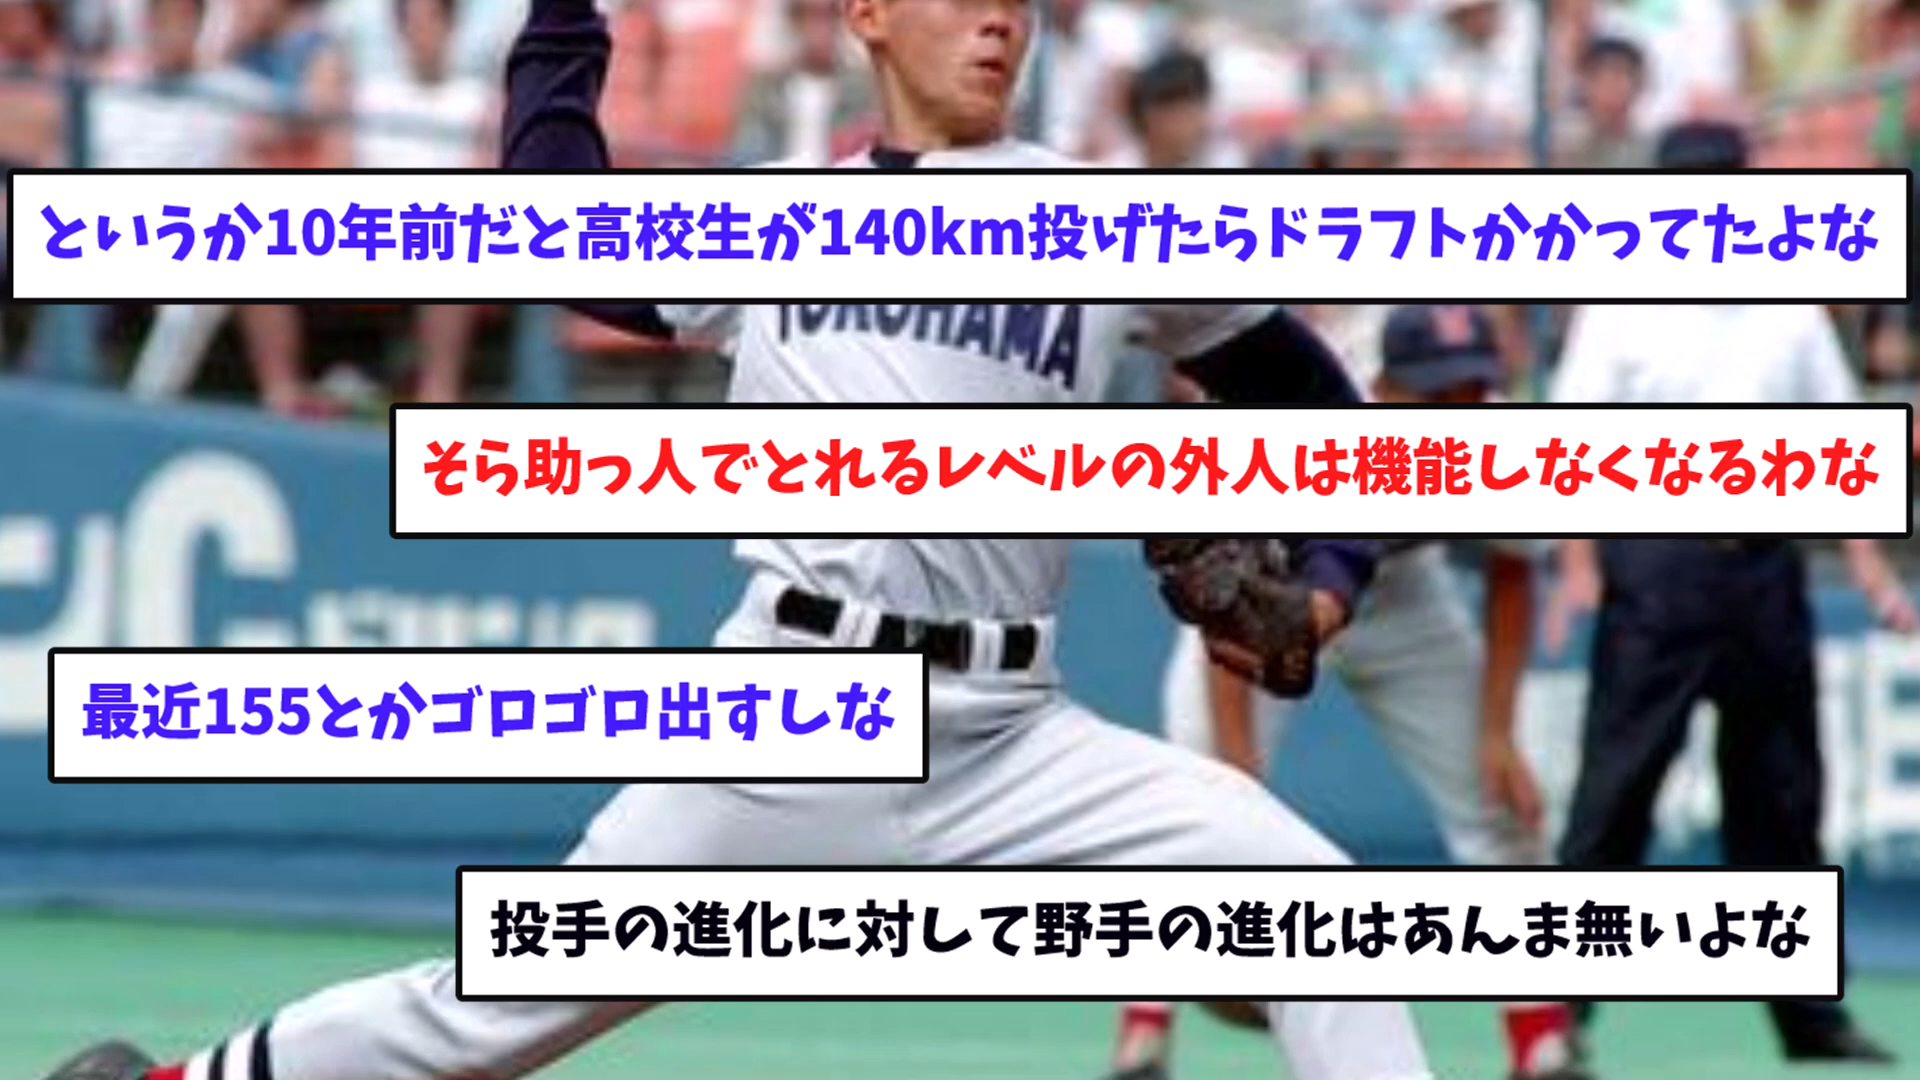 というか10年前だと高校生が140km投げたらドラフトかかってたよな
YOKOHAMA
そら助っ人でとれるレベルの外人は機能しなくなるわな
最近155とかゴロゴロ出すしな
投手の進化に対して野手の進化はあんま無いよな